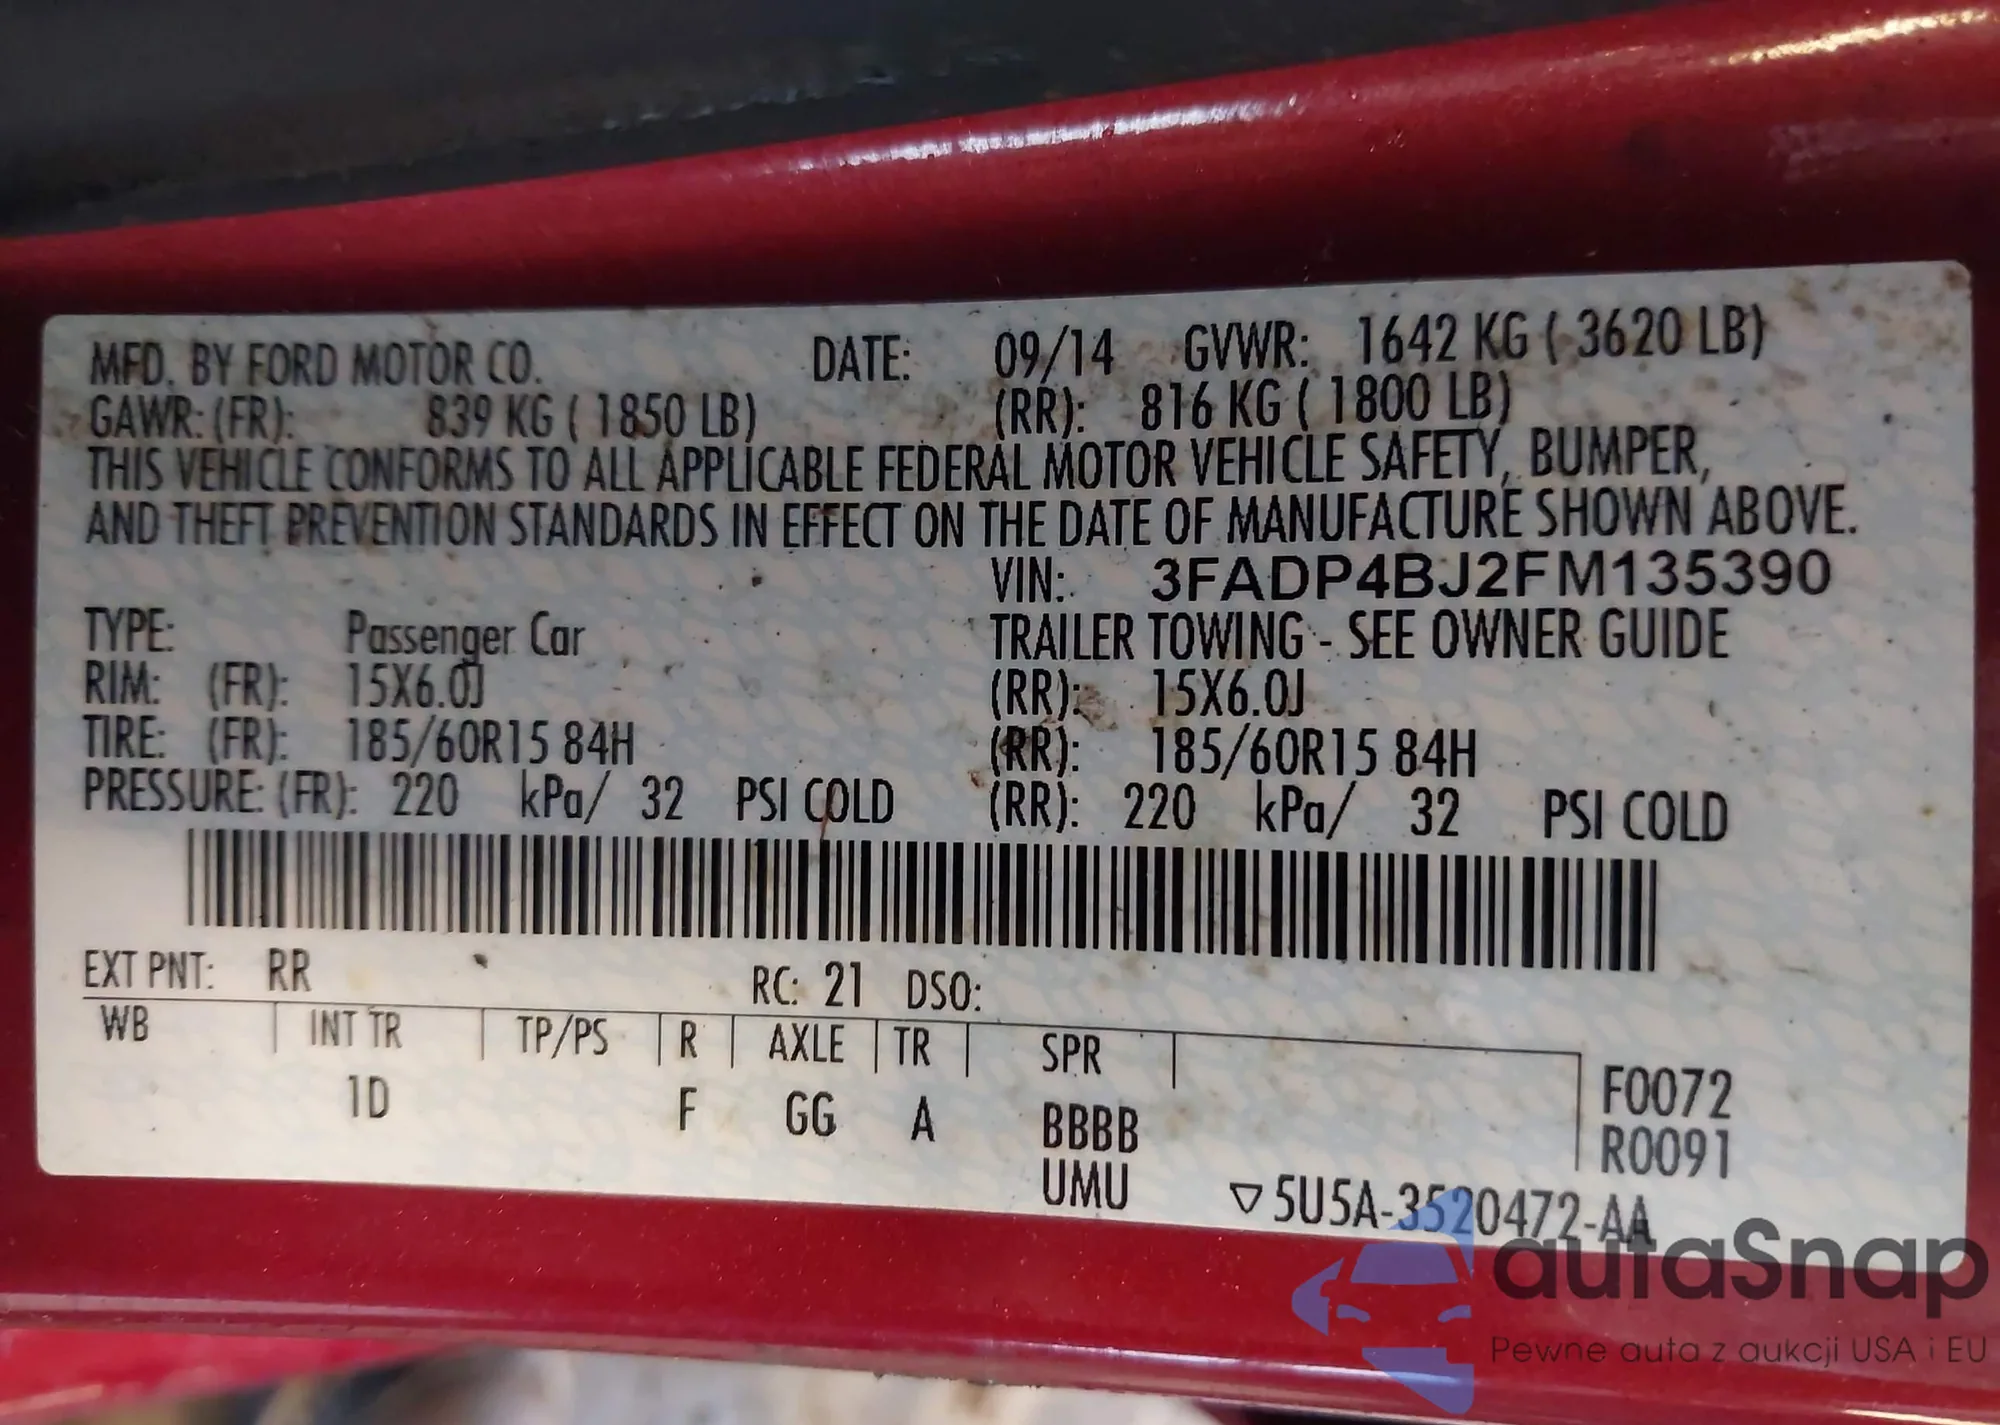 MFD. BY FORD MOTOR CO. DATE: 09/14 GVWR: 1642 KG ( 3620 LB)
GAWR: (FR): 839 KG ( 1850 LB) (RR): 816 KG ( 1800 LB)
THIS VEHICLE CONFORMS TO ALL APPLICABLE FEDERAL MOTOR VEHICLE SAFETY, BUMPER,
AND THEFT PREVENTION STANDARDS IN EFFECT ON THE DATE OF MANUFACTURE SHOWN ABOVE.
VIN: 3FADP4BJ2FM135390
TYPE: Passenger Car TRAILER TOWING - SEE OWNER GUIDE
RIM: (FR): 15X6.0J (RR): 15X6.0J
TIRE: (FR): 185/60R15 84H (RR): 185/60R15 84H
PRESSURE: (FR): 220 kPa/ 32 PSI COLD (RR): 220 kPa/ 32 PSI COLD
EXT PNT: RR RC: 21 DSO:
WB INT TR TP/PS R AXLE TR SPR
1D F GG A BBBB
UMU
F0072
R0091
▽5U5A-3520472-AA
autaSnap
Pewne auta z aukcji USA i EU